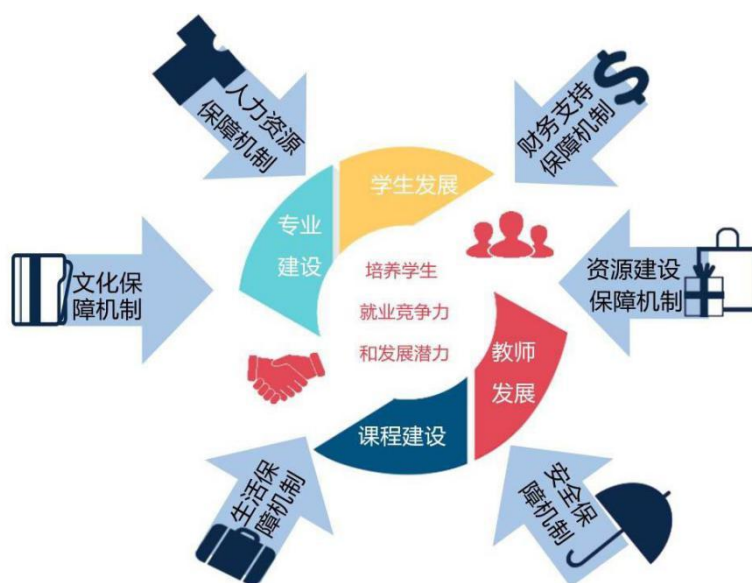 人力资源
保障机制
财务支持
保障机制
学生发展
专业
建设
文化保
障机制
培养学生
就业竞争力
和发展潜力
资源建设
保障机制
教师
发展
课程建设
生活保
障机制
安全保
障机制